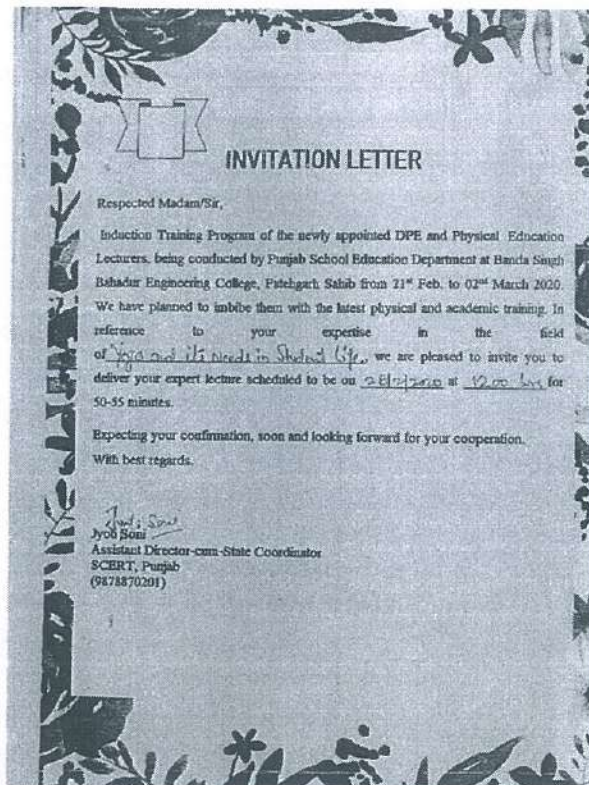 INVITATION LETTER
Respected Madam/Sir,
Induction Training Program of the newly appointed DPE and Physical Education
Lecturers, being conducted by Punjab School Education Department at Banda Singh
Bahadur Engineering College, Fatehgarh Sahib from 21st Feb. to 02nd March 2020.
We have planned to imbibe them with the latest physical and academic training. In
reference to your expertise in the field
of Yoga and its needs in Student Life, we are pleased to invite you to
deliver your expert lecture scheduled to be on 28/2/2020 at 1200 hrs for
50-55 minutes.
Expecting your confirmation, soon and looking forward for your cooperation.
With best regards.
Jyoti Soni
Jyoti Soni
Assistant Director-cum-State Coordinator
SCERT, Punjab
(9878870201)